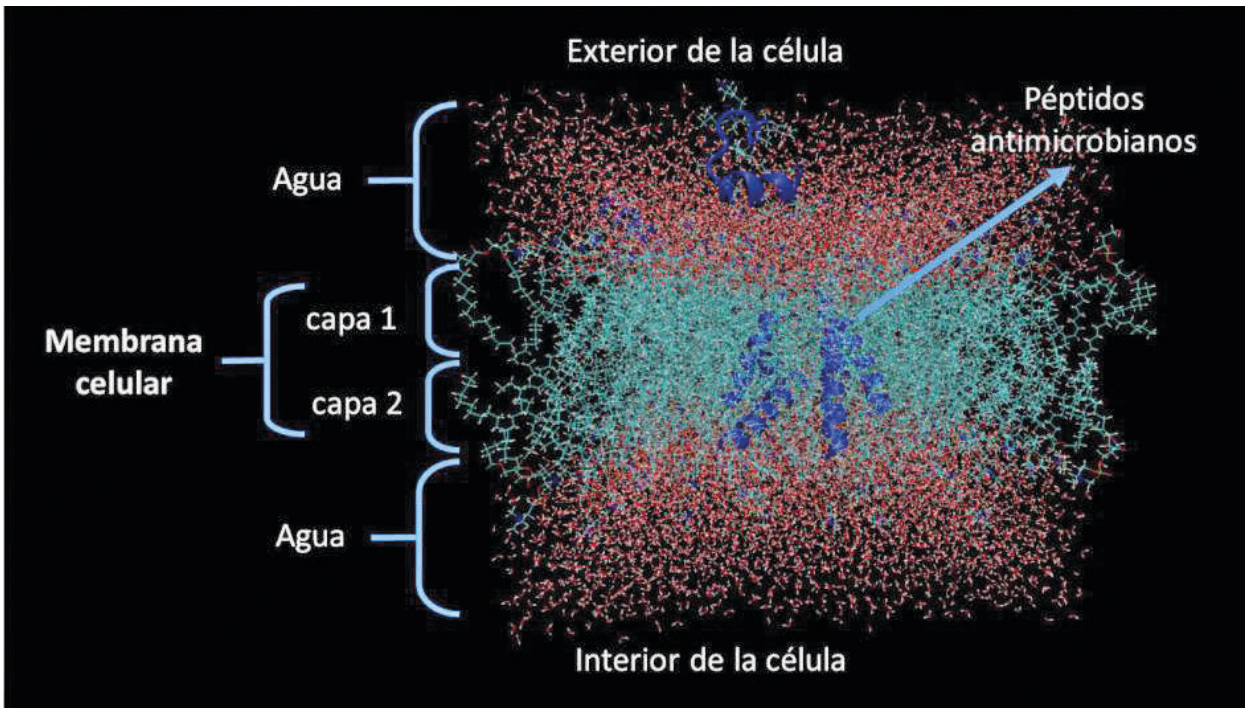 Exterior de la célula
Péptidos
antimicrobianos
Agua
capa 1
Membrana
celular
capa 2
Agua
Interior de la célula